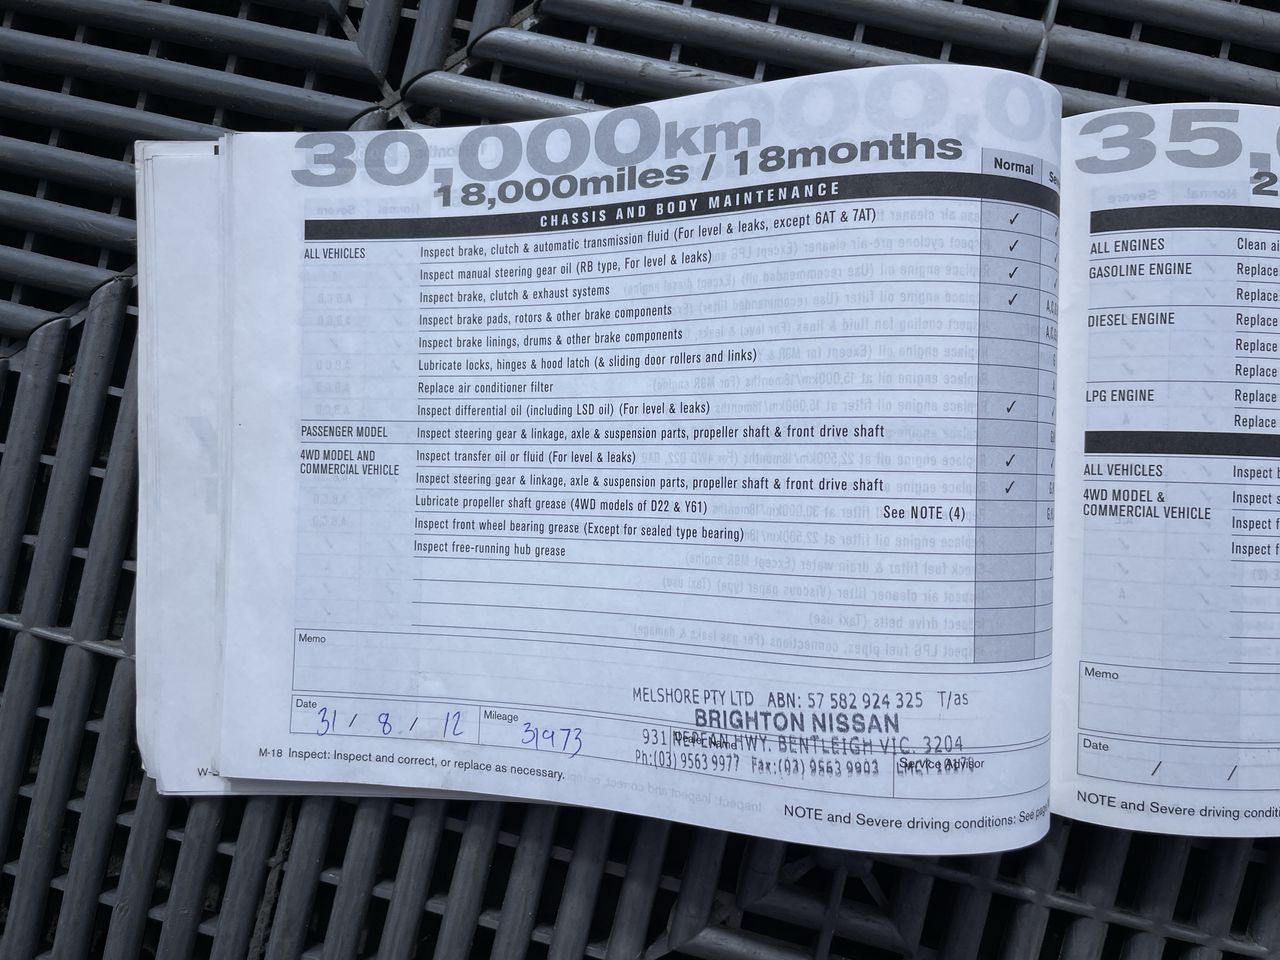 30,000km
18,000miles / 18months
Normal
CHASSIS AND BODY MAINTENANCE
ALL VEHICLES
Inspect brake, clutch & automatic transmission fluid (For level & leaks, except 6AT & 7AT) ✓
Inspect manual steering gear oil (RB type, For level & leaks) ✓
Inspect brake, clutch & exhaust systems ✓
Inspect brake pads, rotors & other brake components ✓
Inspect brake linings, drums & other brake components
Lubricate locks, hinges & hood latch (& sliding door rollers and links)
Replace air conditioner filter
Inspect differential oil (including LSD oil) (For level & leaks) ✓
PASSENGER MODEL
Inspect steering gear & linkage, axle & suspension parts, propeller shaft & front drive shaft
4WD MODEL AND
COMMERCIAL VEHICLE
Inspect transfer oil or fluid (For level & leaks) ✓
Inspect steering gear & linkage, axle & suspension parts, propeller shaft & front drive shaft ✓
Lubricate propeller shaft grease (4WD models of D22 & Y61) See NOTE (4)
Inspect front wheel bearing grease (Except for sealed type bearing)
Inspect free-running hub grease
Memo
Date
31 / 8 / 12
Mileage
31973
MELSHORE PTY LTD ABN: 57 582 924 325 T/as
BRIGHTON NISSAN
931 NEPEAN HWY. BENTLEIGH VIC. 3204
Ph:(03) 9563 9977 Fax:(03) 9563 9903
Service Advisor
M-18 Inspect: Inspect and correct, or replace as necessary.
NOTE and Severe driving conditions: See
35,
2
ALL ENGINES
Clean
GASOLINE ENGINE
Replace
Replace
DIESEL ENGINE
Replace
Replace
Replace
LPG ENGINE
Replace
Replace
ALL VEHICLES
Inspect
4WD MODEL &
COMMERCIAL VEHICLE
Inspect
Inspect
Inspect
Memo
Date
/ /
NOTE and Severe driving